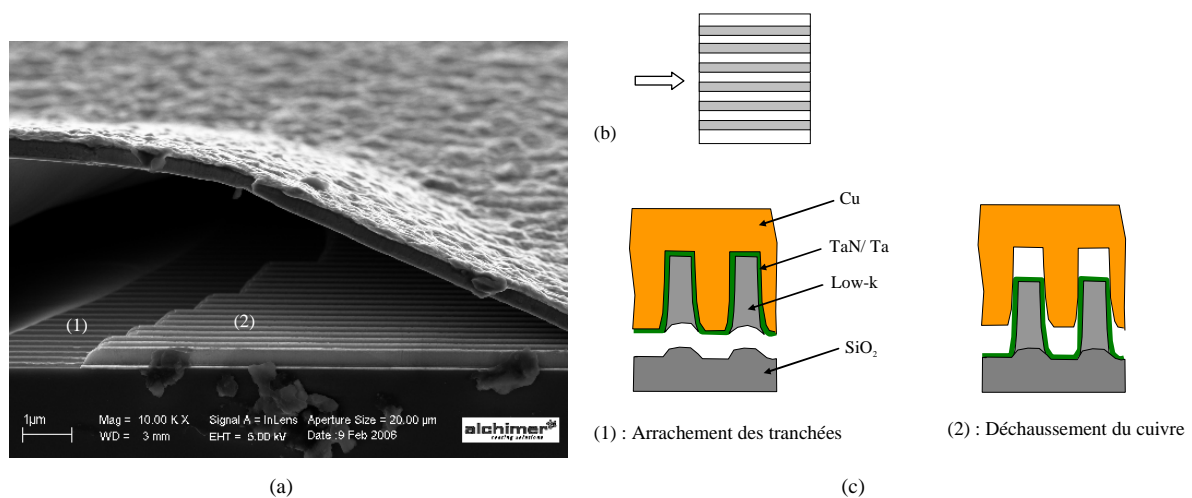 (1)
(2)
1µm
Mag = 10.00 K X
Signal A = InLens
Aperture Size = 20.00 µm
WD = 3 mm
EHT = 5.00 kV
Date :9 Feb 2006
alchimer
coating solutions
(a)
(b)
Cu
TaN/ Ta
Low-k
SiO2
(1) : Arrachement des tranchées
(2) : Déchaussement du cuivre
(c)